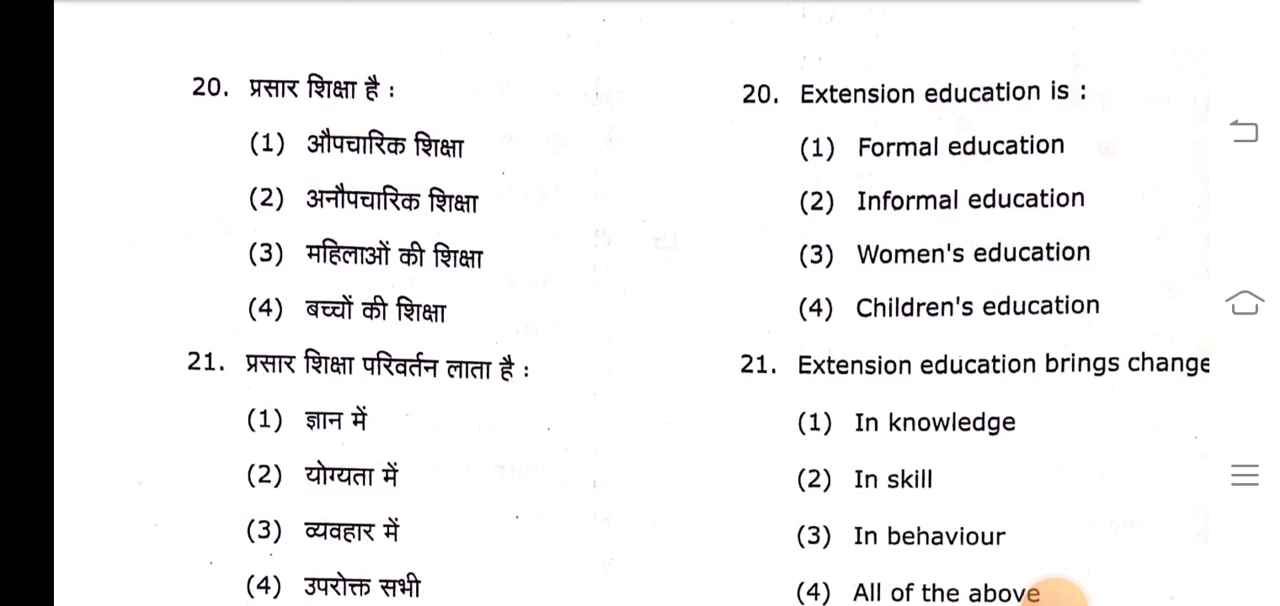 20. प्रसार शिक्षा है :
(1) औपचारिक शिक्षा
(2) अनौपचारिक शिक्षा
(3) महिलाओं की शिक्षा
(4) बच्चों की शिक्षा
21. प्रसार शिक्षा परिवर्तन लाता है :
(1) ज्ञान में
(2) योग्यता में
(3) व्यवहार में
(4) उपरोक्त सभी
20. Extension education is :
(1) Formal education
(2) Informal education
(3) Women's education
(4) Children's education
21. Extension education brings change
(1) In knowledge
(2) In skill
(3) In behaviour
(4) All of the above